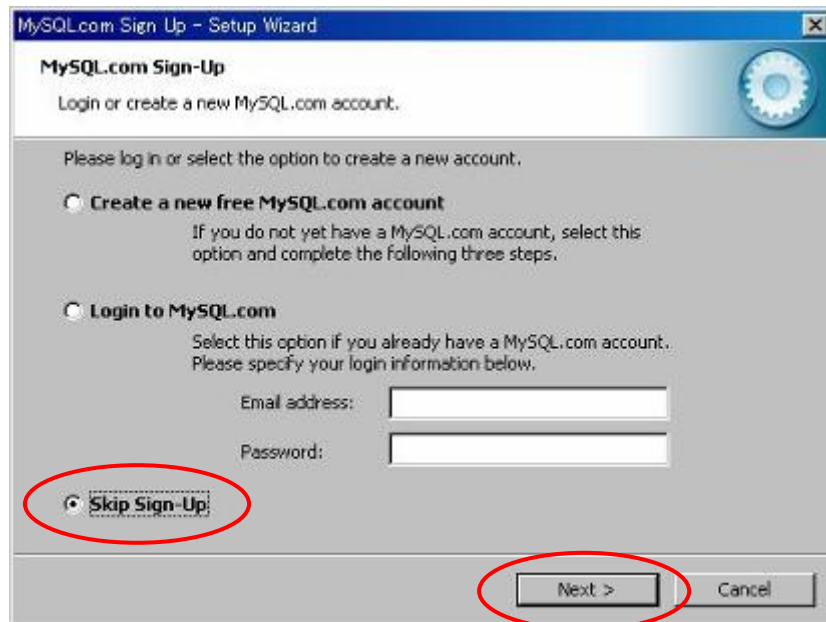 MySQL.com Sign Up - Setup Wizard
MySQL.com Sign-Up
Login or create a new MySQL.com account.
Please log in or select the option to create a new account.
Create a new free MySQL.com account
If you do not yet have a MySQL.com account, select this
option and complete the following three steps.
Login to MySQL.com
Select this option if you already have a MySQL.com account.
Please specify your login information below.
Email address:
Password:
Skip Sign-Up
Next > Cancel